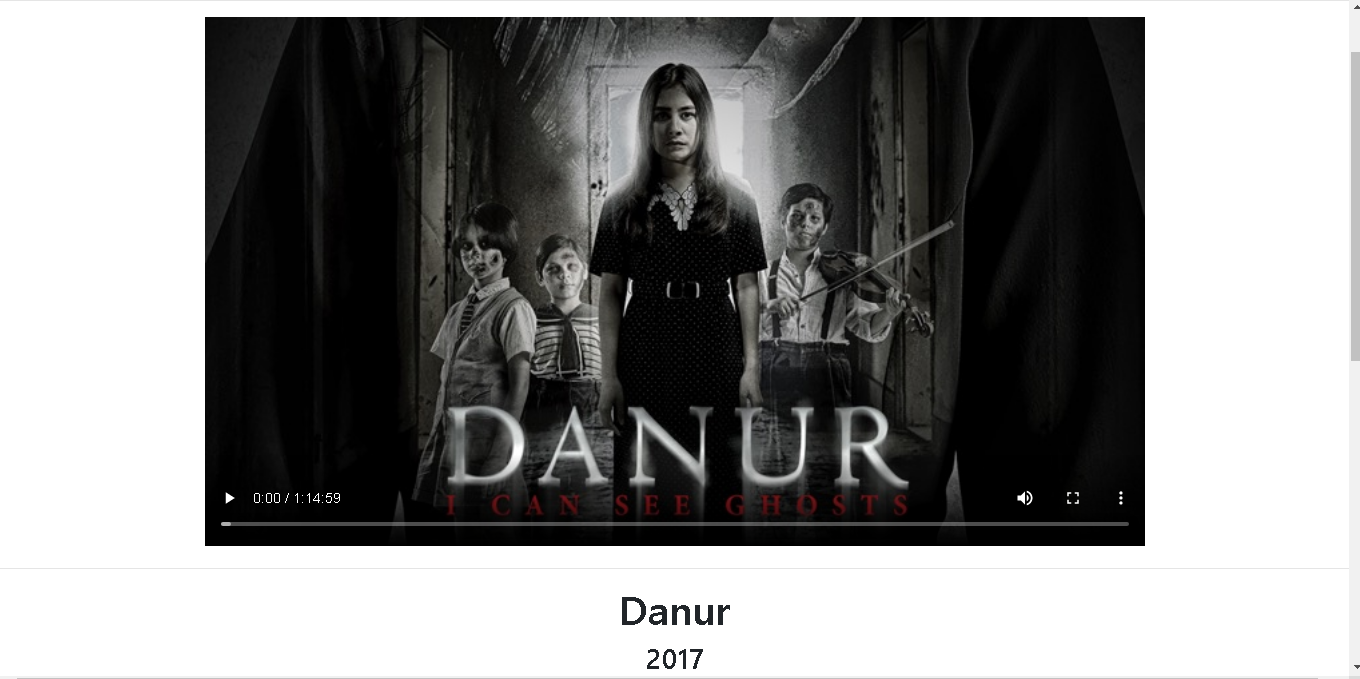 DANUR
I CAN SEE GHOSTS
0:00 / 1:14:59
Danur
2017